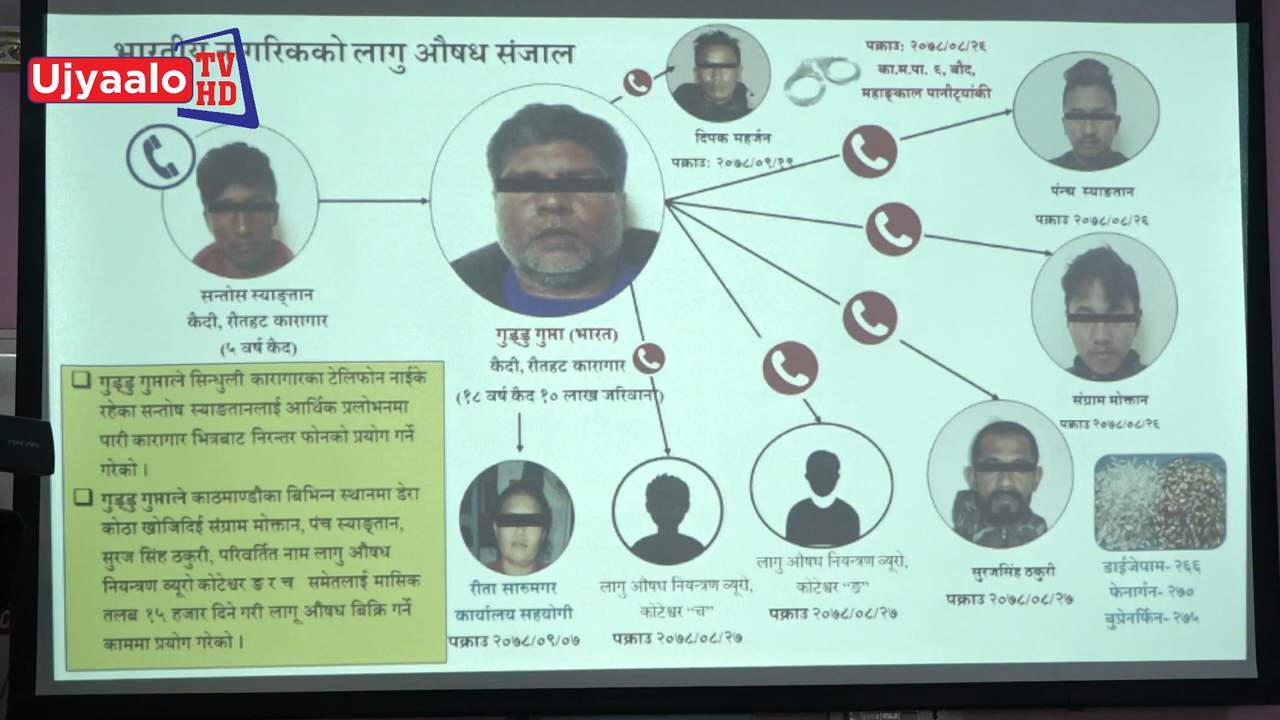 भारतीय नागरिकको लागु औषध संजाल
Ujyaalo
TV
HD
दिपक महर्जन
पक्राउ: २०७८/०९/१९
पक्राउ: २०७८/०८/२६
का.म.पा. ६, बौद,
महाङ्काल पानीट्यांकी
पंन्च स्याङतान
पक्राउ २०७८/०८/२६
सन्तोस स्याङ्तान
कैदी, रौतहट कारागार
(५ वर्ष कैद)
गुड्डु गुप्ता (भारत)
कैदी, रौतहट कारागार
(१८ वर्ष कैद १० लाख जरिवाना)
संग्राम मोक्तान
पक्राउ २०७८/०८/२६
गुड्डु गुप्ताले सिन्धुली कारागारका टेलिफोन नाईके
रहेका सन्तोष स्याङतानलाई आर्थिक प्रलोभनमा
पारी कारागार भित्रबाट निरन्तर फोनको प्रयोग गर्ने
गरेको ।
गुड्डु गुप्ताले काठमाण्डौका बिभिन्न स्थानमा डेरा
कोठा खोजिदिई संग्राम मोक्तान, पंच स्याङ्तान,
सुरज सिंह ठकुरी, परिवर्तित नाम लागु औषध
नियन्त्रण व्यूरो कोटेश्वर ङ र च समेतलाई मासिक
तलब १५ हजार दिने गरी लागू औषध बिक्रि गर्ने
काममा प्रयोग गरेको ।
रीता सारुमगर
कार्यालय सहयोगी
पक्राउ २०७८/०९/०७
लागु औषध नियन्त्रण व्यूरो,
कोटेश्वर "च"
पक्राउ २०७८/०८/२७
लागु औषध नियन्त्रण व्यूरो,
कोटेश्वर "ङ"
पक्राउ २०७८/०८/२७
सुरजसिंह ठकुरी
पक्राउ २०७८/०८/२७
डाईजेपाम- २६६
फेनार्गन- २७०
बुप्रेनर्फिन- २७५